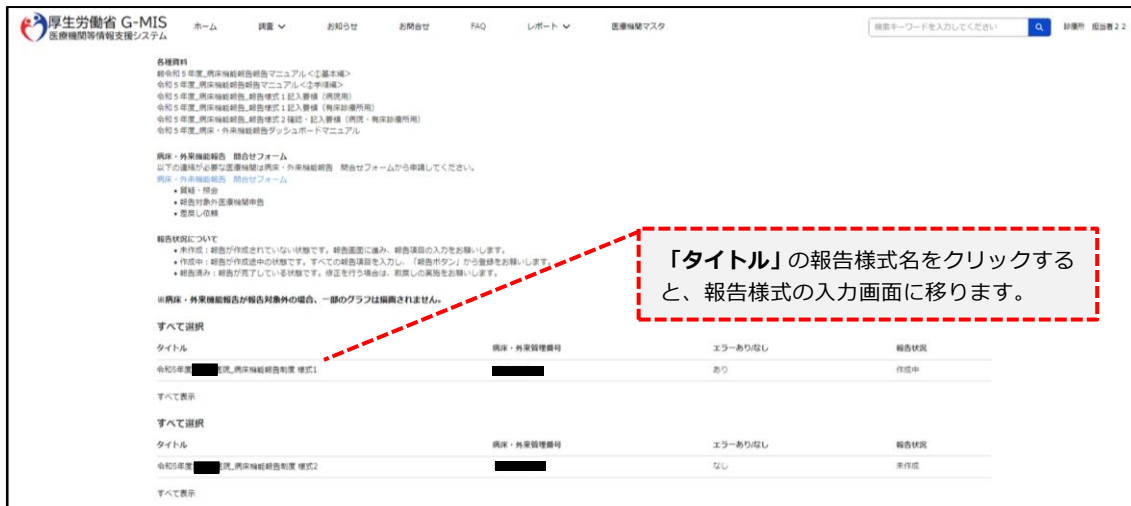 厚生労働省 G-MIS
医療機関等情報支援システム
ホーム 調査 お知らせ お問合せ FAQ レポート 医療機関マスタ 検索キーワードを入力してください 診療所 担当者22
各種資料
令和5年度_病床機能報告報告マニュアル<①基本編>
令和5年度_病床機能報告報告マニュアル<②手順編>
令和5年度_病床機能報告_報告様式1記入要領（病院用）
令和5年度_病床機能報告_報告様式1記入要領（有床診療所用）
令和5年度_病床機能報告_報告様式2確認・記入要領（病院・有床診療所用）
令和5年度_病床・外来機能報告ダッシュボードマニュアル
病床・外来機能報告 問合せフォーム
以下の連絡が必要な医療機関は病床・外来機能報告 問合せフォームから申請してください。
病床・外来機能報告 問合せフォーム
• 質疑・照会
• 報告対象外医療機関申告
• 差戻し依頼
報告状況について
• 未作成：報告が作成されていない状態です。報告画面に進み、報告項目の入力をお願いします。
• 作成中：報告が作成途中の状態です。すべての報告項目を入力し、「報告ボタン」から登録をお願いします。
• 報告済み：報告が完了している状態です。修正を行う場合は、取戻しの実施をお願いします。
「タイトル」の報告様式名をクリックする
と、報告様式の入力画面に移ります。
※病床・外来機能報告が報告対象外の場合、一部のグラフは描画されません。
すべて選択
タイトル 病床・外来管理番号 エラーあり/なし 報告状況
令和5年度 病院_病床機能報告制度 様式1 あり 作成中
すべて表示
すべて選択
タイトル 病床・外来管理番号 エラーあり/なし 報告状況
令和5年度 病院_病床機能報告制度 様式2 なし 未作成
すべて表示